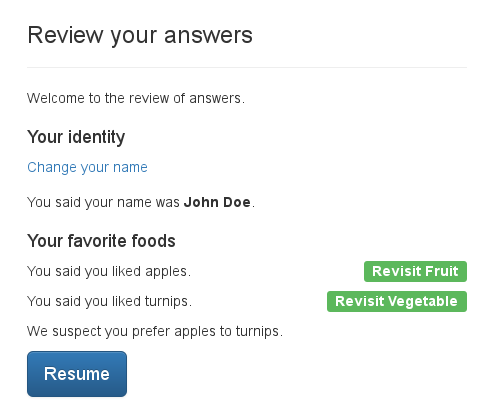 Review your answers
Welcome to the review of answers.
Your identity
Change your name
You said your name was John Doe.
Your favorite foods
You said you liked apples. Revisit Fruit
You said you liked turnips. Revisit Vegetable
We suspect you prefer apples to turnips.
Resume